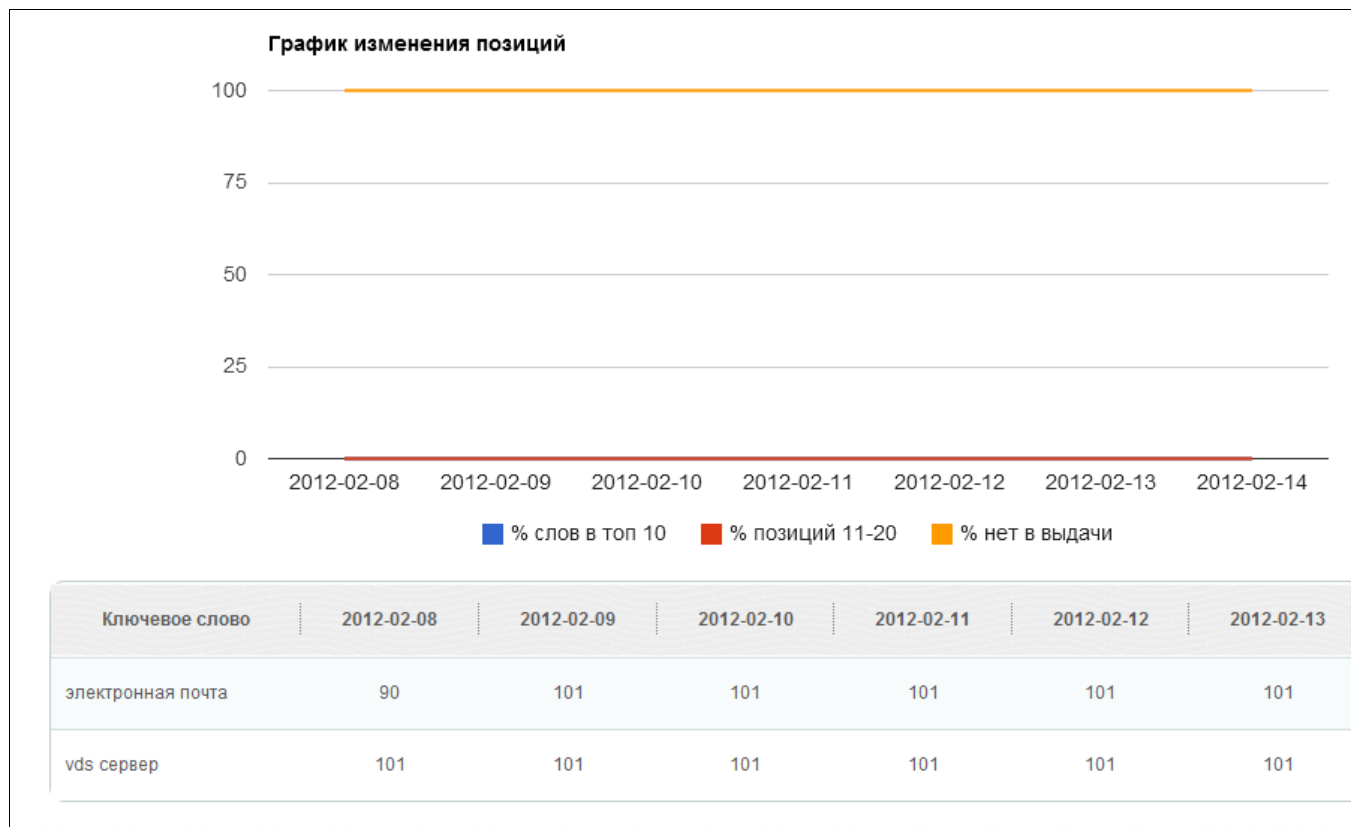 График изменения позиций
100
75
50
25
0
2012-02-08 2012-02-09 2012-02-10 2012-02-11 2012-02-12 2012-02-13 2012-02-14
% слов в топ 10 % позиций 11-20 % нет в выдачи
Ключевое слово 2012-02-08 2012-02-09 2012-02-10 2012-02-11 2012-02-12 2012-02-13
электронная почта 90 101 101 101 101 101
vds сервер 101 101 101 101 101 101